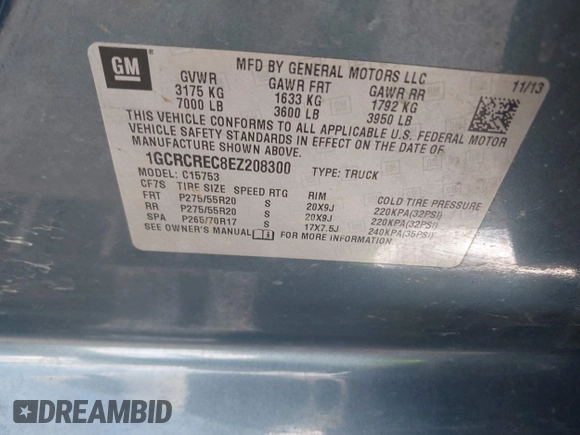 GM
MFD BY GENERAL MOTORS LLC
11/13
GVWR GAWR FRT GAWR RR
3175 KG 1633 KG 1792 KG
7000 LB 3600 LB 3950 LB
THIS VEHICLE CONFORMS TO ALL APPLICABLE U.S. FEDERAL MOTOR
VEHICLE SAFETY STANDARDS IN EFFECT ON THE DATE OF
MANUFACTURE SHOWN ABOVE.
1GCRCREC8EZ208300 TYPE: TRUCK
MODEL: C15753
CF7S TIRE SIZE SPEED RTG RIM COLD TIRE PRESSURE
FRT P275/55R20 S 20X9J 220KPA(32PSI)
RR P275/55R20 S 20X9J 220KPA(32PSI)
SPA P265/70R17 S 17X7.5J 240KPA(35PSI)
SEE OWNER'S MANUAL FOR MORE INFORMATION
DREAMBID